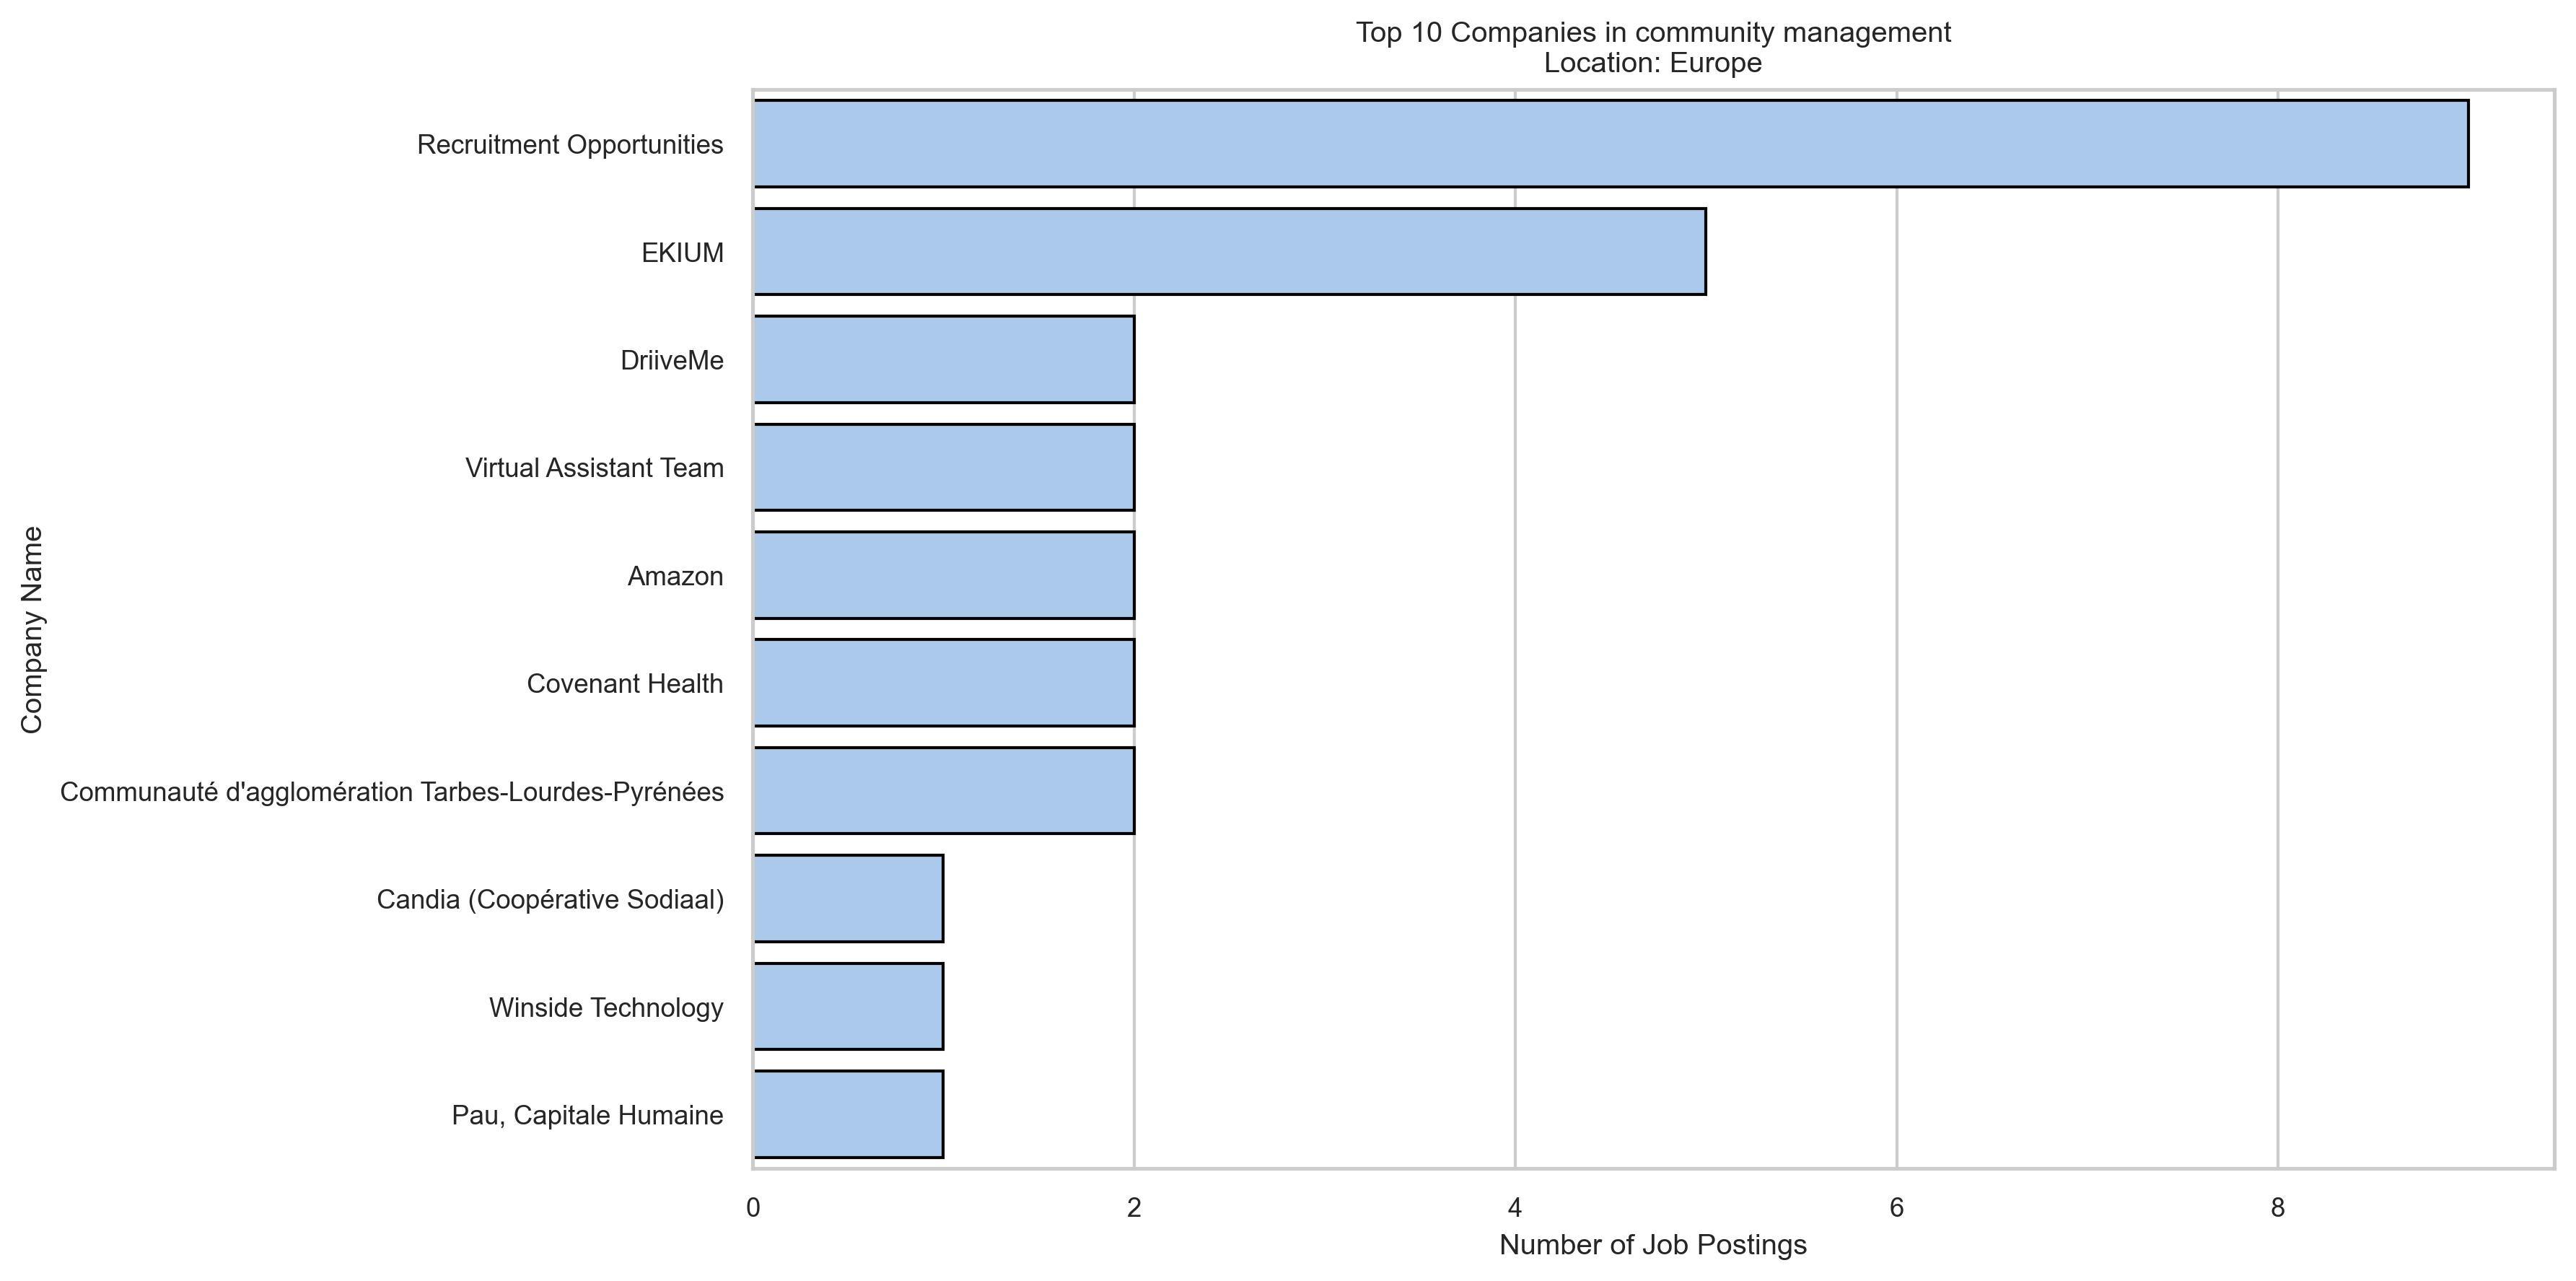 Top 10 Companies in community management
Location: Europe
Company Name
Recruitment Opportunities
EKIUM
DriiveMe
Virtual Assistant Team
Amazon
Covenant Health
Communauté d'agglomération Tarbes-Lourdes-Pyrénées
Candia (Coopérative Sodiaal)
Winside Technology
Pau, Capitale Humaine
0 2 4 6 8
Number of Job Postings